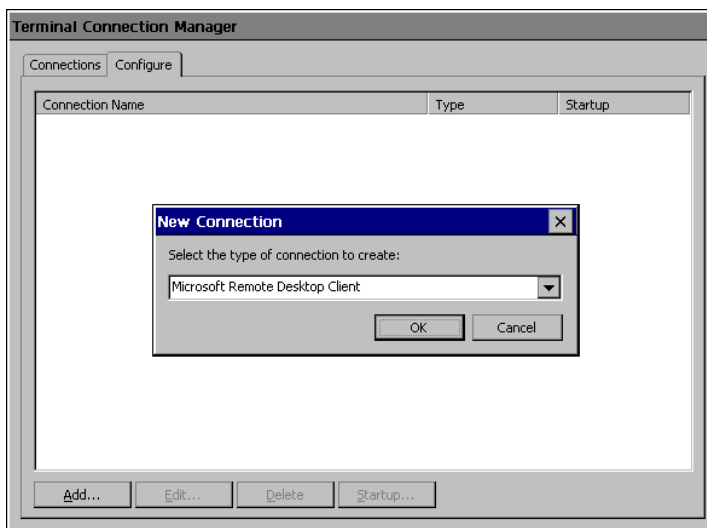 Terminal Connection Manager
Connections Configure
Connection Name Type Startup
New Connection
Select the type of connection to create:
Microsoft Remote Desktop Client
OK Cancel
Add... Edit... Delete Startup...